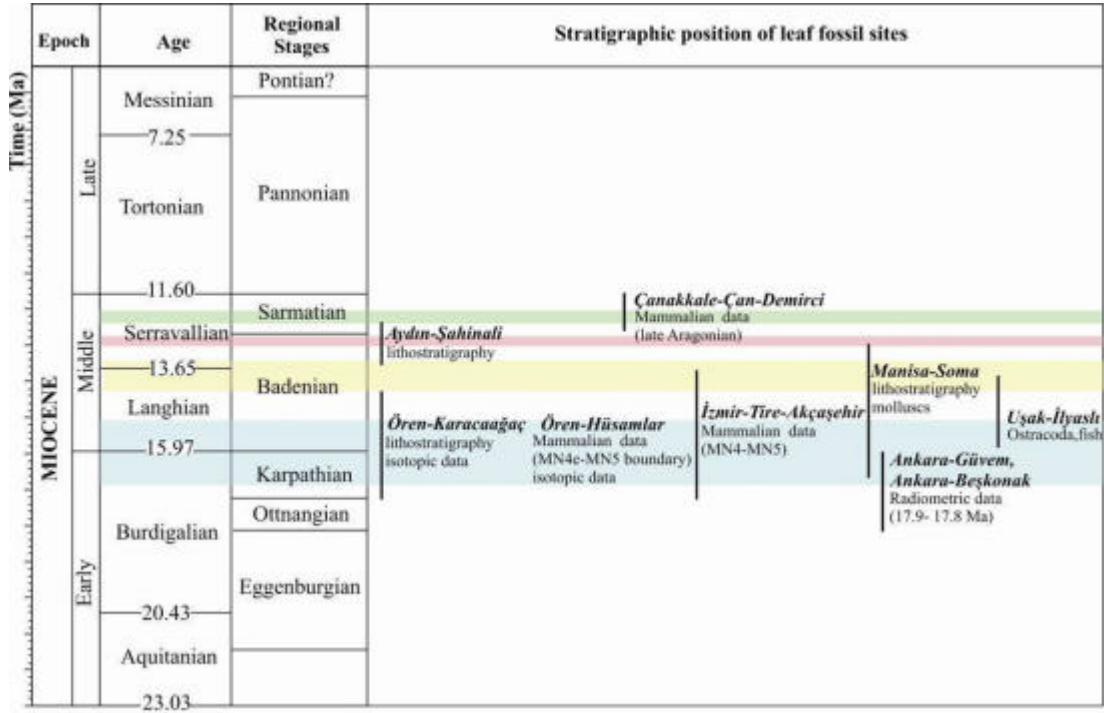 Time (Ma)
Epoch
Age
Regional
Stages
Stratigraphic position of leaf fossil sites
MIOCENE
Late
Middle
Early
Messinian
7.25
Tortonian
11.60
Serravallian
13.65
Langhian
15.97
Burdigalian
20.43
Aquitanian
23.03
Pontian?
Pannonian
Sarmatian
Badenian
Karpathian
Ottnangian
Eggenburgian
Çanakkale-Çan-Demirci
Mammalian data
(late Aragonian)
Aydın-Şahinali
lithostratigraphy
Ören-Karacaağaç
lithostratigraphy
isotopic data
Ören-Hüsamlar
Mammalian data
(MN4e-MN5 boundary)
isotopic data
İzmir-Tire-Akçaşehir
Mammalian data
(MN4-MN5)
Manisa-Soma
lithostratigraphy
molluscs
Uşak-İlyaslı
Ostracoda,fish
Ankara-Güvem,
Ankara-Beşkonak
Radiometric data
(17.9- 17.8 Ma)